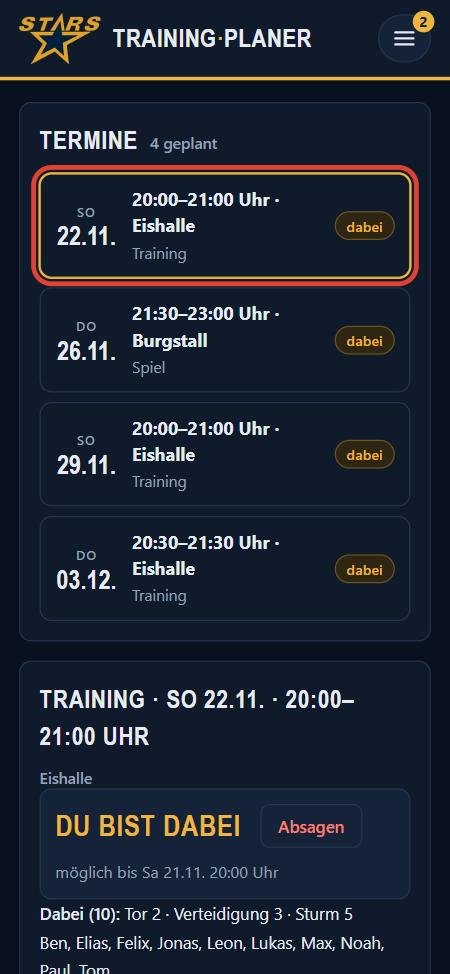 STARS
TRAINING·PLANER
2
TERMINE 4 geplant
SO
22.11.
20:00–21:00 Uhr ·
Eishalle
Training
dabei
DO
26.11.
21:30–23:00 Uhr ·
Burgstall
Spiel
dabei
SO
29.11.
20:00–21:00 Uhr ·
Eishalle
Training
dabei
DO
03.12.
20:30–21:30 Uhr ·
Eishalle
Training
dabei
TRAINING · SO 22.11. · 20:00–
21:00 UHR
Eishalle
DU BIST DABEI Absagen
möglich bis Sa 21.11. 20:00 Uhr
Dabei (10): Tor 2 · Verteidigung 3 · Sturm 5
Ben, Elias, Felix, Jonas, Leon, Lukas, Max, Noah,
Paul, Tom